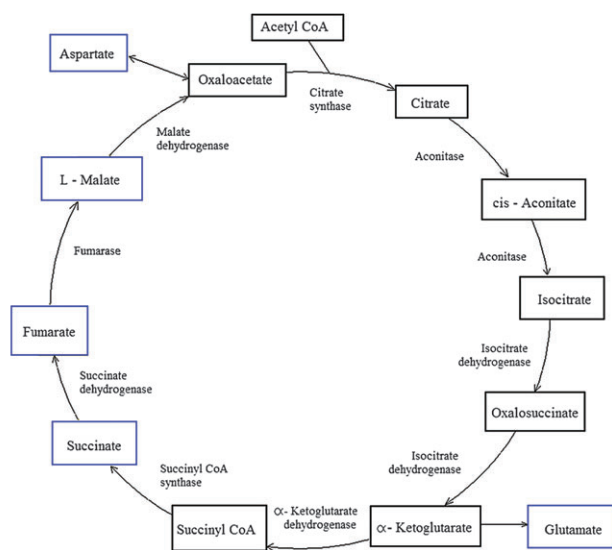 Acetyl CoA
Aspartate
Oxaloacetate
Citrate
synthase
Citrate
Malate
dehydrogenase
Aconitase
L - Malate
cis - Aconitate
Fumarase
Aconitase
Isocitrate
Fumarate
Isocitrate
dehydrogenase
Succinate
dehydrogenase
Oxalosuccinate
Succinate
Isocitrate
dehydrogenase
Succinyl CoA
synthase
α- Ketoglutarate
dehydrogenase
Succinyl CoA
α- Ketoglutarate
Glutamate